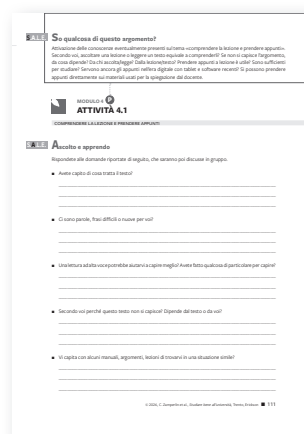 So qualcosa di questo argomento?
Attivazione delle conoscenze eventualmente presenti sul tema «comprendere la lezione e prendere appunti».
Secondo voi, ascoltare una lezione o leggere un testo equivale a comprenderli? Se non si capisce l'argomento,
da cosa dipende? Da chi ascolta/legge? Dalla lezione/testo? Prendere appunti a lezione è utile? Sono sufficienti
per studiare? Servono ancora gli appunti nell'era digitale con tablet e software recenti? Si possono prendere
appunti direttamente sui materiali usati per la spiegazione dal docente.
MODULO 4 P
ATTIVITÀ 4.1
COMPRENDERE LA LEZIONE E PRENDERE APPUNTI
Ascolto e apprendo
Rispondete alle domande riportate di seguito, che saranno poi discusse in gruppo.
■ Avete capito di cosa tratta il testo?
■ Ci sono parole, frasi difficili o nuove per voi?
■ Una lettura ad alta voce potrebbe aiutarvi a capire meglio? Avete fatto qualcosa di particolare per capire?
■ Secondo voi perché questo testo non si capisce? Dipende dal testo o da voi?
■ Vi capita con alcuni manuali, argomenti, lezioni di trovarvi in una situazione simile?
111